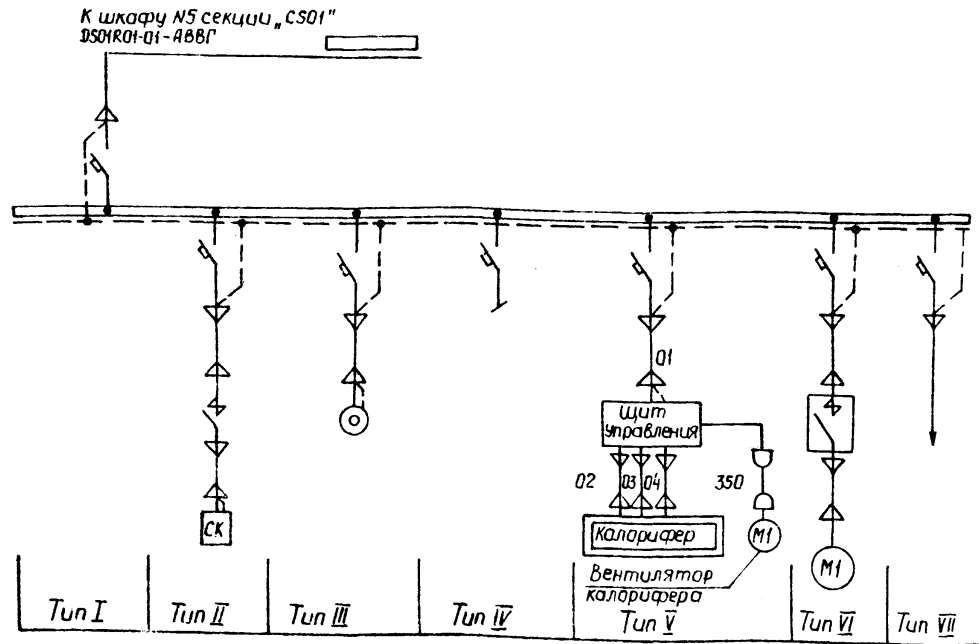 К шкафу N5 секции „CS01"
DS01R01-01-АВВГ
01
Щит
управления
02
03
04
350
СК
Калорифер
М1
М1
Вентилятор
калорифера
Тип I
Тип II
Тип III
Тип IV
Тип V
Тип VI
Тип VII